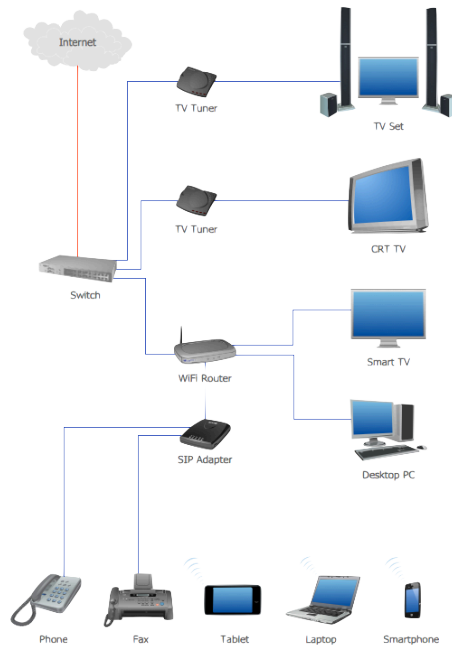 Internet
TV Tuner
TV Set
TV Tuner
CRT TV
Switch
Smart TV
WiFi Router
SIP Adapter
Desktop PC
Phone
Fax
Tablet
Laptop
Smartphone